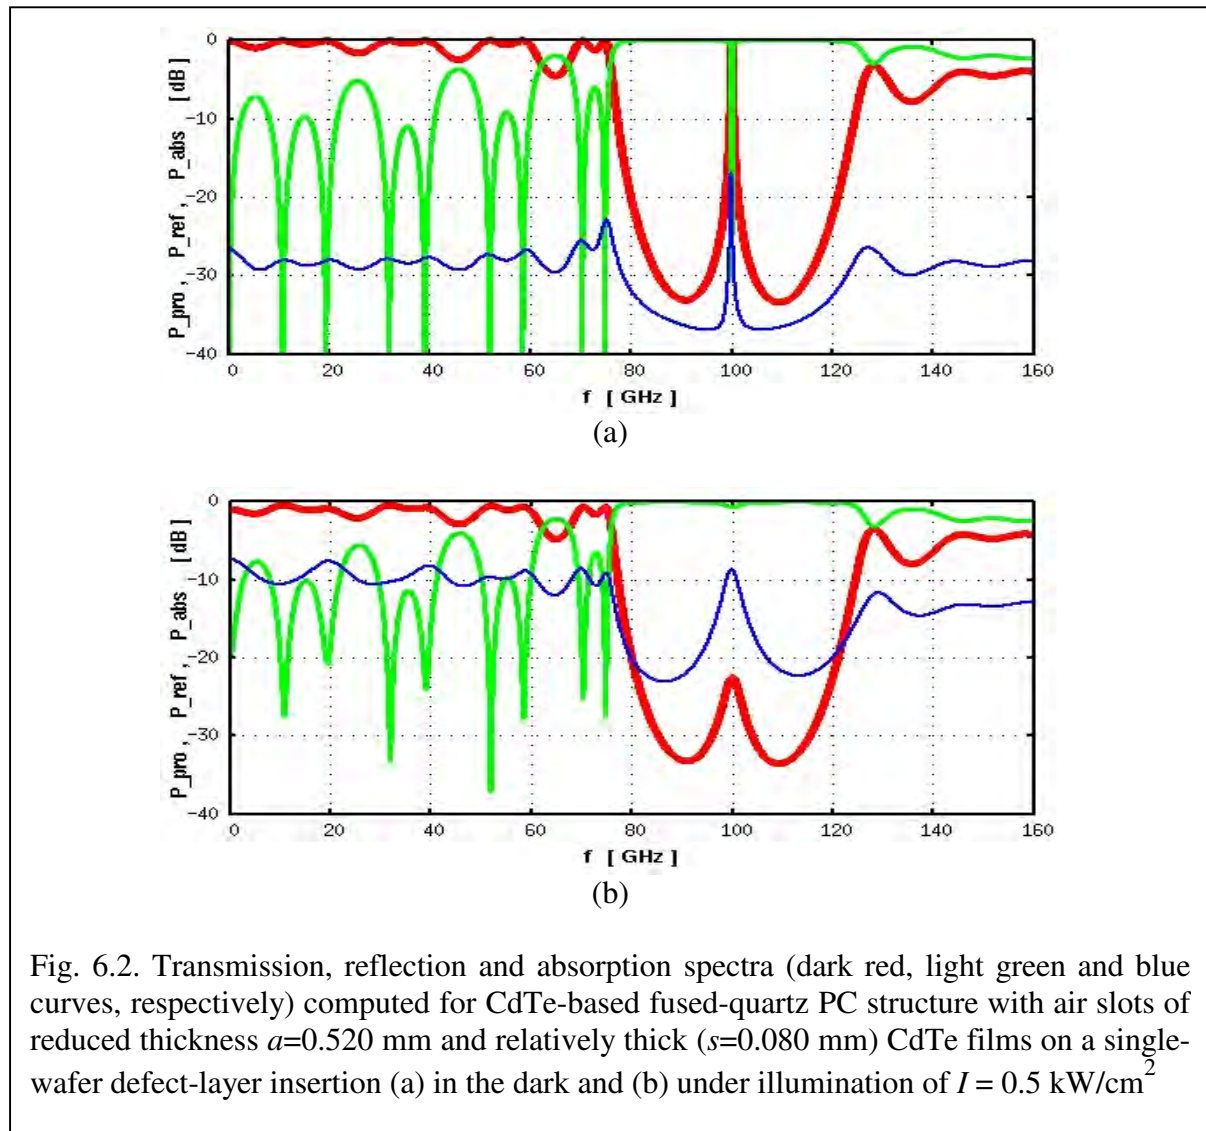 P_pro , P_ref , P_abs [dB]
0
-10
-20
-30
-40
0 20 40 60 80 100 120 140 160
f [ GHz ]
(a)
P_pro , P_ref , P_abs [dB]
0
-10
-20
-30
-40
0 20 40 60 80 100 120 140 160
f [ GHz ]
(b)
Fig. 6.2. Transmission, reflection and absorption spectra (dark red, light green and blue
curves, respectively) computed for CdTe-based fused-quartz PC structure with air slots of
reduced thickness a=0.520 mm and relatively thick (s=0.080 mm) CdTe films on a single-
wafer defect-layer insertion (a) in the dark and (b) under illumination of I = 0.5 kW/cm²